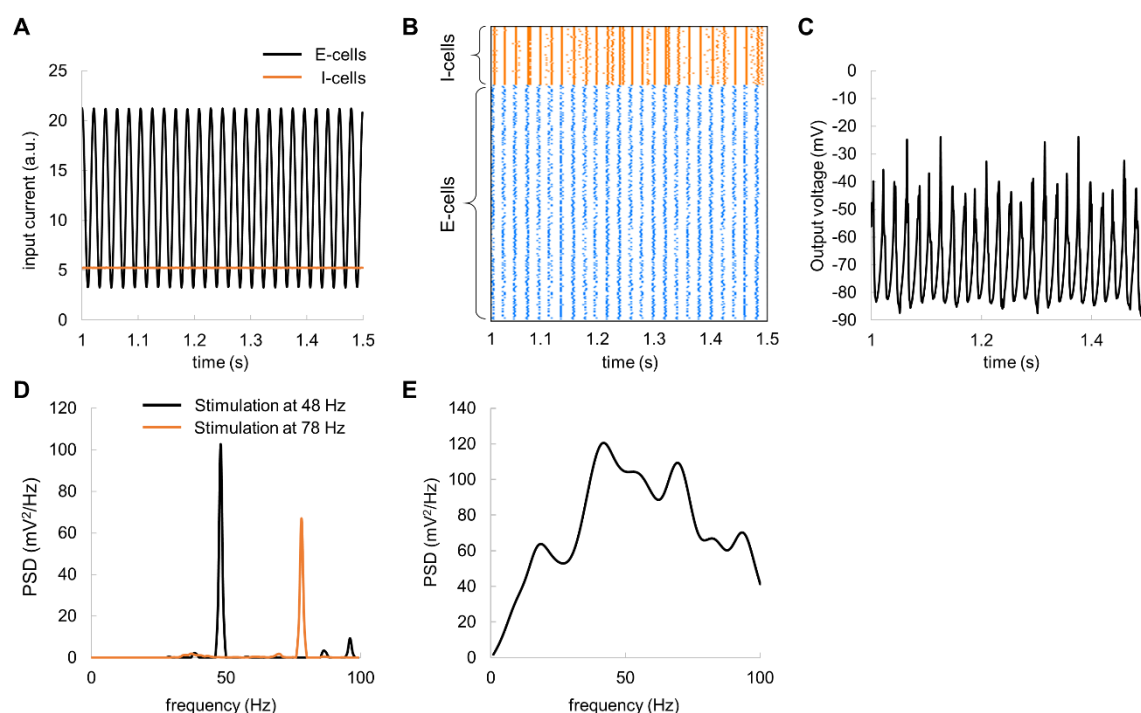 A
E-cells
I-cells
25
20
15
10
5
0
input current (a.u.)
1
1.1
1.2
1.3
1.4
1.5
time (s)
B
I-cells
E-cells
1
1.1
1.2
1.3
1.4
1.5
time (s)
C
0
-10
-20
-30
-40
-50
-60
-70
-80
-90
Output voltage (mV)
1
1.2
1.4
time (s)
D
Stimulation at 48 Hz
Stimulation at 78 Hz
120
100
80
60
40
20
0
PSD (mV²/Hz)
0
50
100
frequency (Hz)
E
140
120
100
80
60
40
20
0
PSD (mV²/Hz)
0
50
100
frequency (Hz)